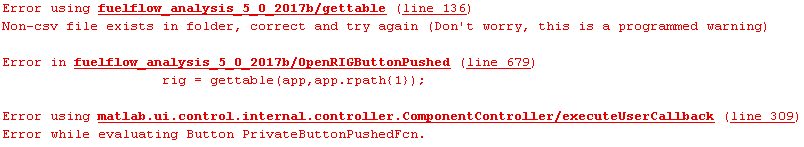 Error using fuelflow_analysis_5_0_2017b/gettable (line 136)
Non-csv file exists in folder, correct and try again (Don't worry, this is a programmed warning)
Error in fuelflow_analysis_5_0_2017b/OpenRIGButtonPushed (line 679)
rig = gettable(app,app.rpath{1});
Error using matlab.ui.control.internal.controller.ComponentController/executeUserCallback (line 309)
Error while evaluating Button PrivateButtonPushedFcn.